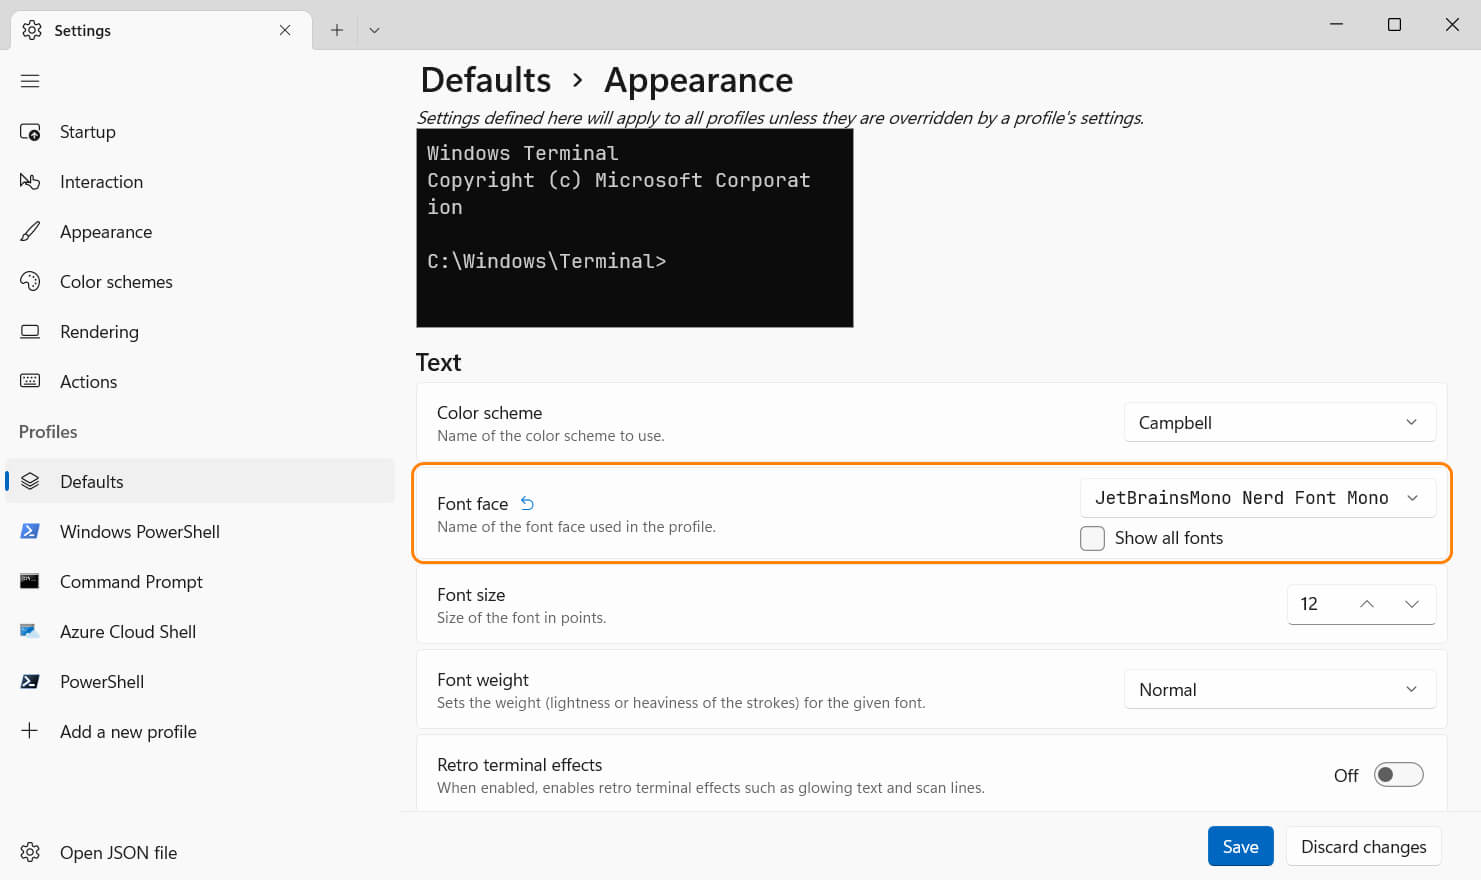 Settings
Startup
Interaction
Appearance
Color schemes
Rendering
Actions
Profiles
Defaults
Windows PowerShell
Command Prompt
Azure Cloud Shell
PowerShell
Add a new profile
Open JSON file
Defaults › Appearance
Settings defined here will apply to all profiles unless they are overridden by a profile's settings.
Windows Terminal
Copyright (c) Microsoft Corporat
ion
C:\Windows\Terminal>
Text
Color scheme
Name of the color scheme to use.
Campbell
Font face
Name of the font face used in the profile.
JetBrainsMono Nerd Font Mono
Show all fonts
Font size
Size of the font in points.
12
Font weight
Sets the weight (lightness or heaviness of the strokes) for the given font.
Normal
Retro terminal effects
When enabled, enables retro terminal effects such as glowing text and scan lines.
Off
Save
Discard changes